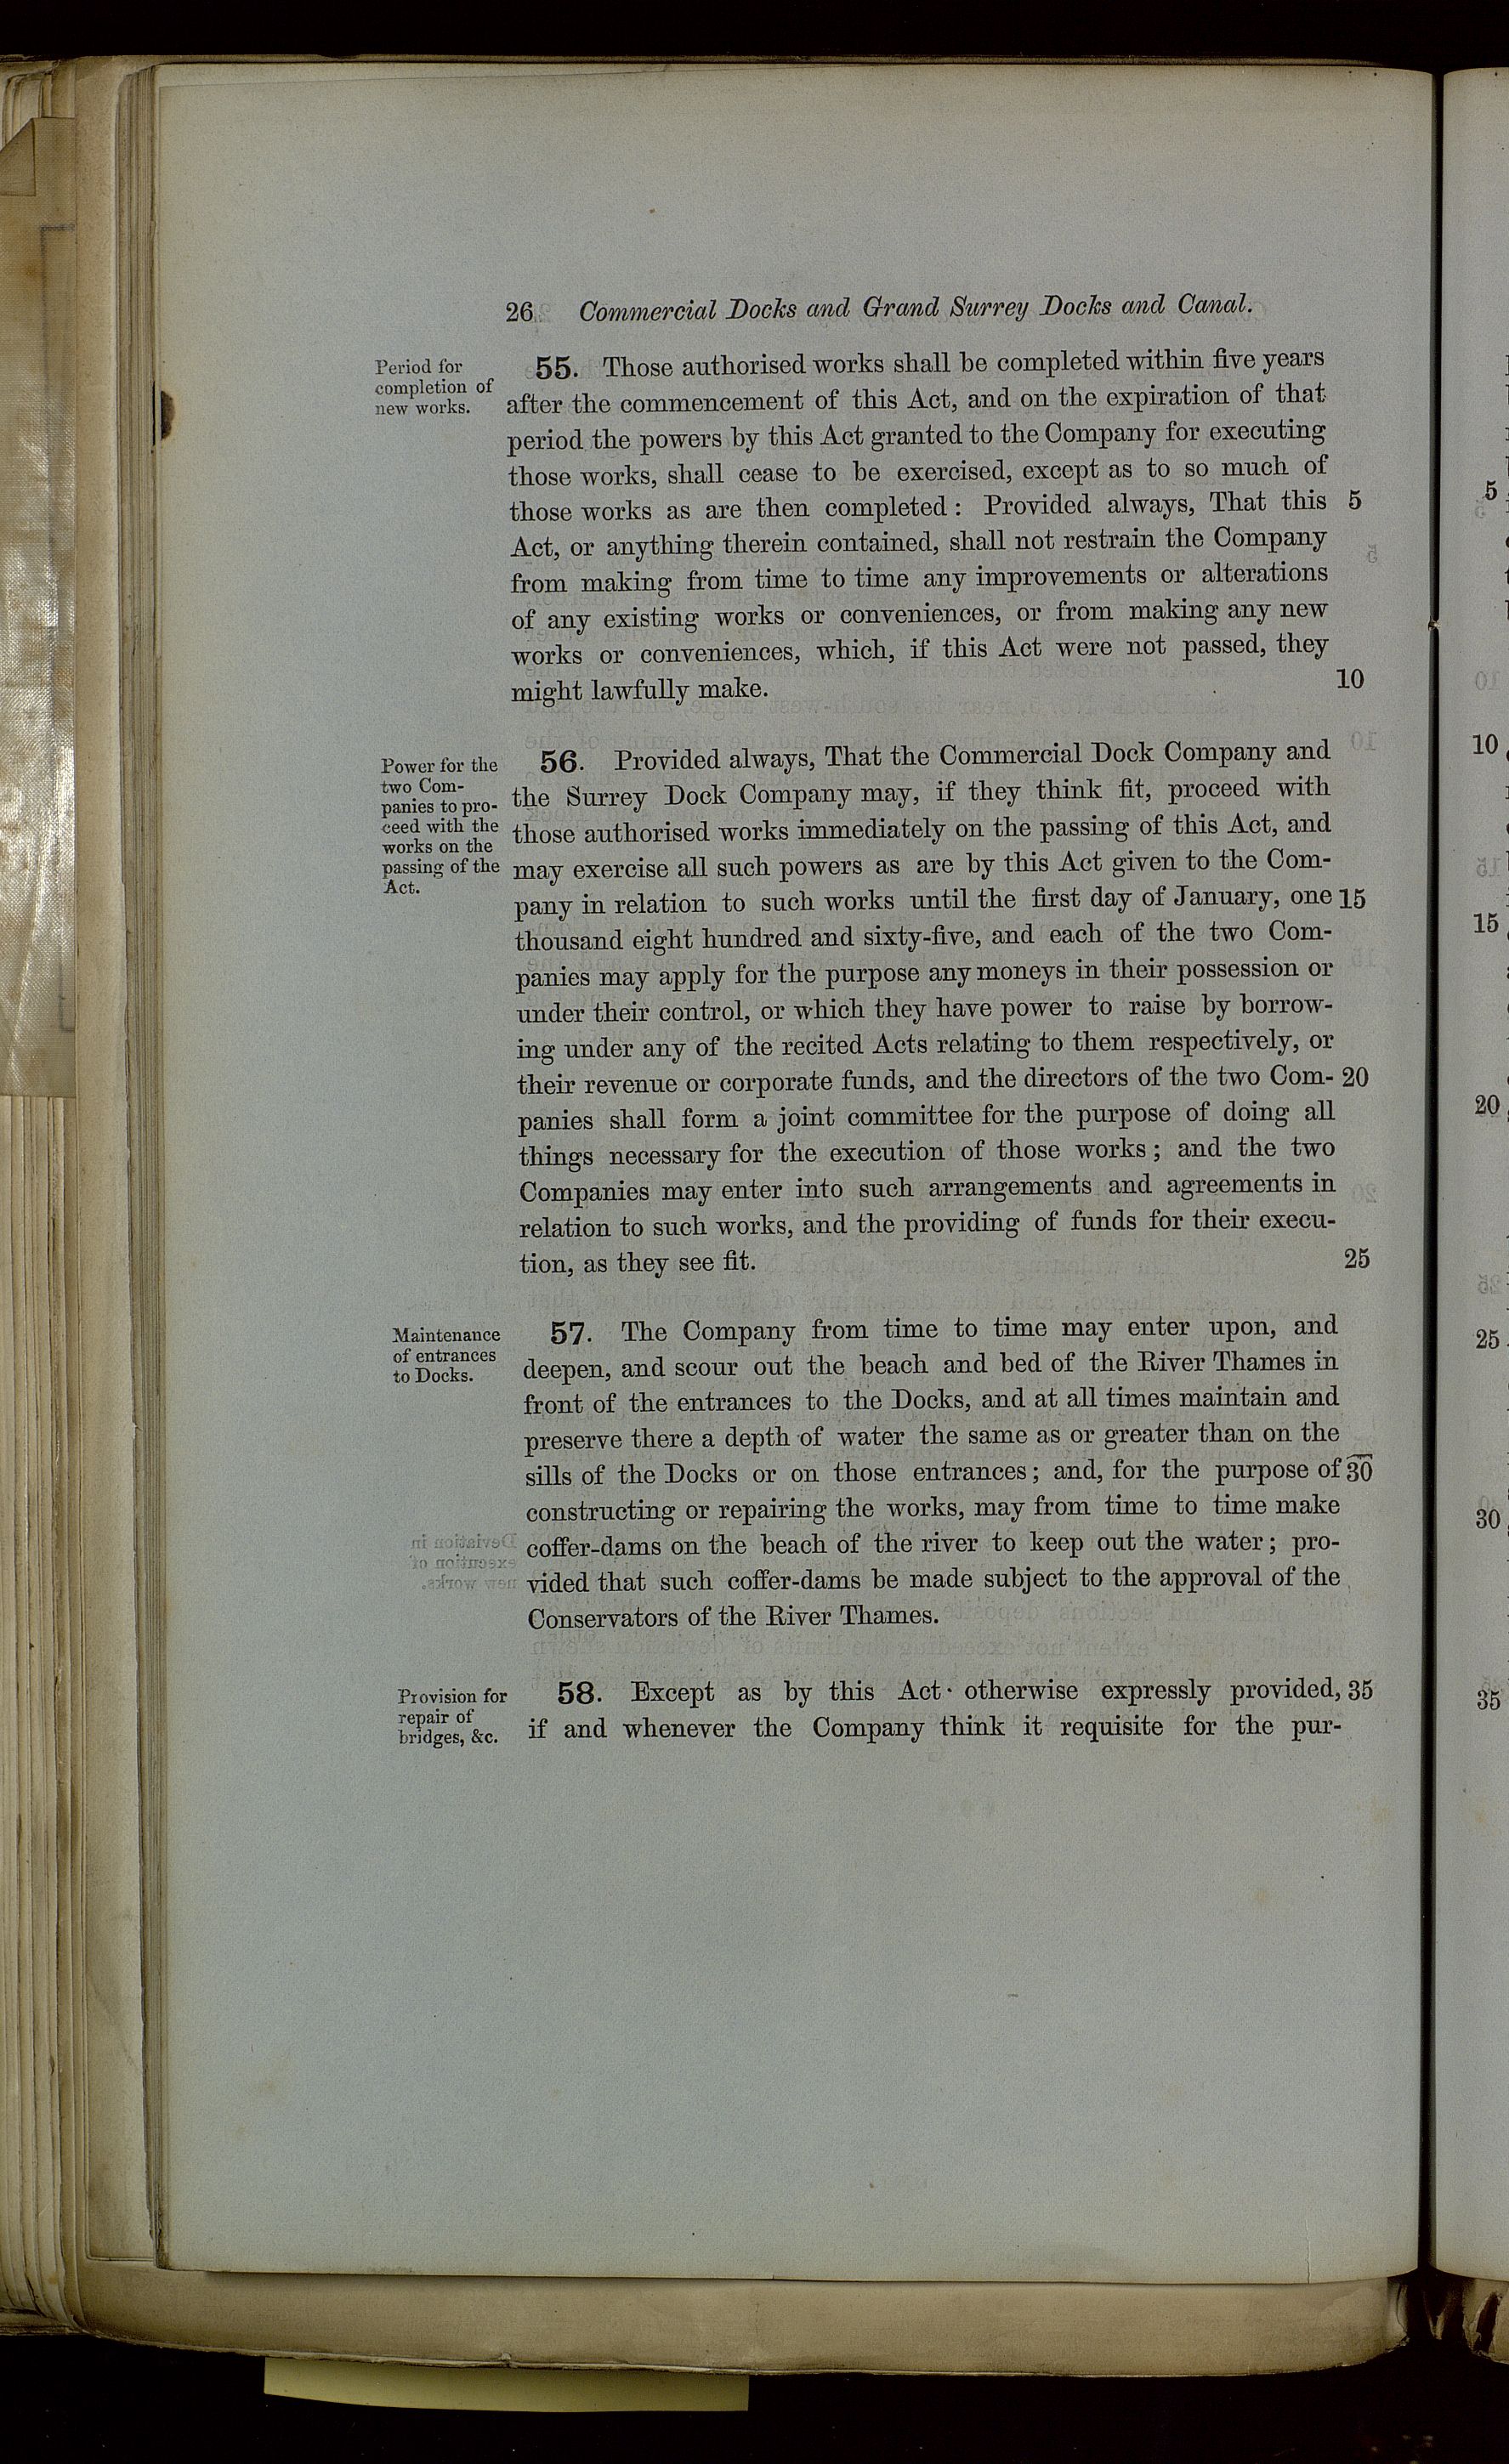 26 Commercial Docks and Grand Surrey Docks and Canal.
Period for
completion of
new works.
55. Those authorised works shall be completed within five years
after the commencement of this Act, and on the expiration of that
period the powers by this Act granted to the Company for executing
those works, shall cease to be exercised, except as to so much of
those works as are then completed: Provided always, That this 5
Act, or anything therein contained, shall not restrain the Company
from making from time to time any improvements or alterations
of any existing works or conveniences, or from making any new
works or conveniences, which, if this Act were not passed, they
might lawfully make. 10
Power for the
two Com-
panies to pro-
ceed with the
works on the
passing of the
Act.
56. Provided always, That the Commercial Dock Company and
the Surrey Dock Company may, if they think fit, proceed with
those authorised works immediately on the passing of this Act, and
may exercise all such powers as are by this Act given to the Com-
pany in relation to such works until the first day of January, one 15
thousand eight hundred and sixty-five, and each of the two Com-
panies may apply for the purpose any moneys in their possession or
under their control, or which they have power to raise by borrow-
ing under any of the recited Acts relating to them respectively, or
their revenue or corporate funds, and the directors of the two Com- 20
panies shall form a joint committee for the purpose of doing all
things necessary for the execution of those works; and the two
Companies may enter into such arrangements and agreements in
relation to such works, and the providing of funds for their execu-
tion, as they see fit. 25
Maintenance
of entrances
to Docks.
57. The Company from time to time may enter upon, and
deepen, and scour out the beach and bed of the River Thames in
front of the entrances to the Docks, and at all times maintain and
preserve there a depth of water the same as or greater than on the
sills of the Docks or on those entrances; and, for the purpose of 30
constructing or repairing the works, may from time to time make
coffer-dams on the beach of the river to keep out the water; pro-
vided that such coffer-dams be made subject to the approval of the
Conservators of the River Thames.
Provision for
repair of
bridges, &c.
58. Except as by this Act otherwise expressly provided, 35
if and whenever the Company think it requisite for the pur-
5
10
15
20
25
30
35